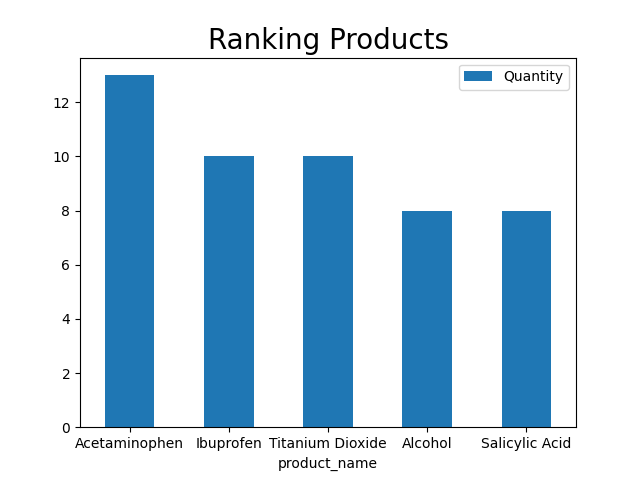 Ranking Products
Quantity
12
10
8
6
4
2
0
Acetaminophen Ibuprofen Titanium Dioxide Alcohol Salicylic Acid
product_name